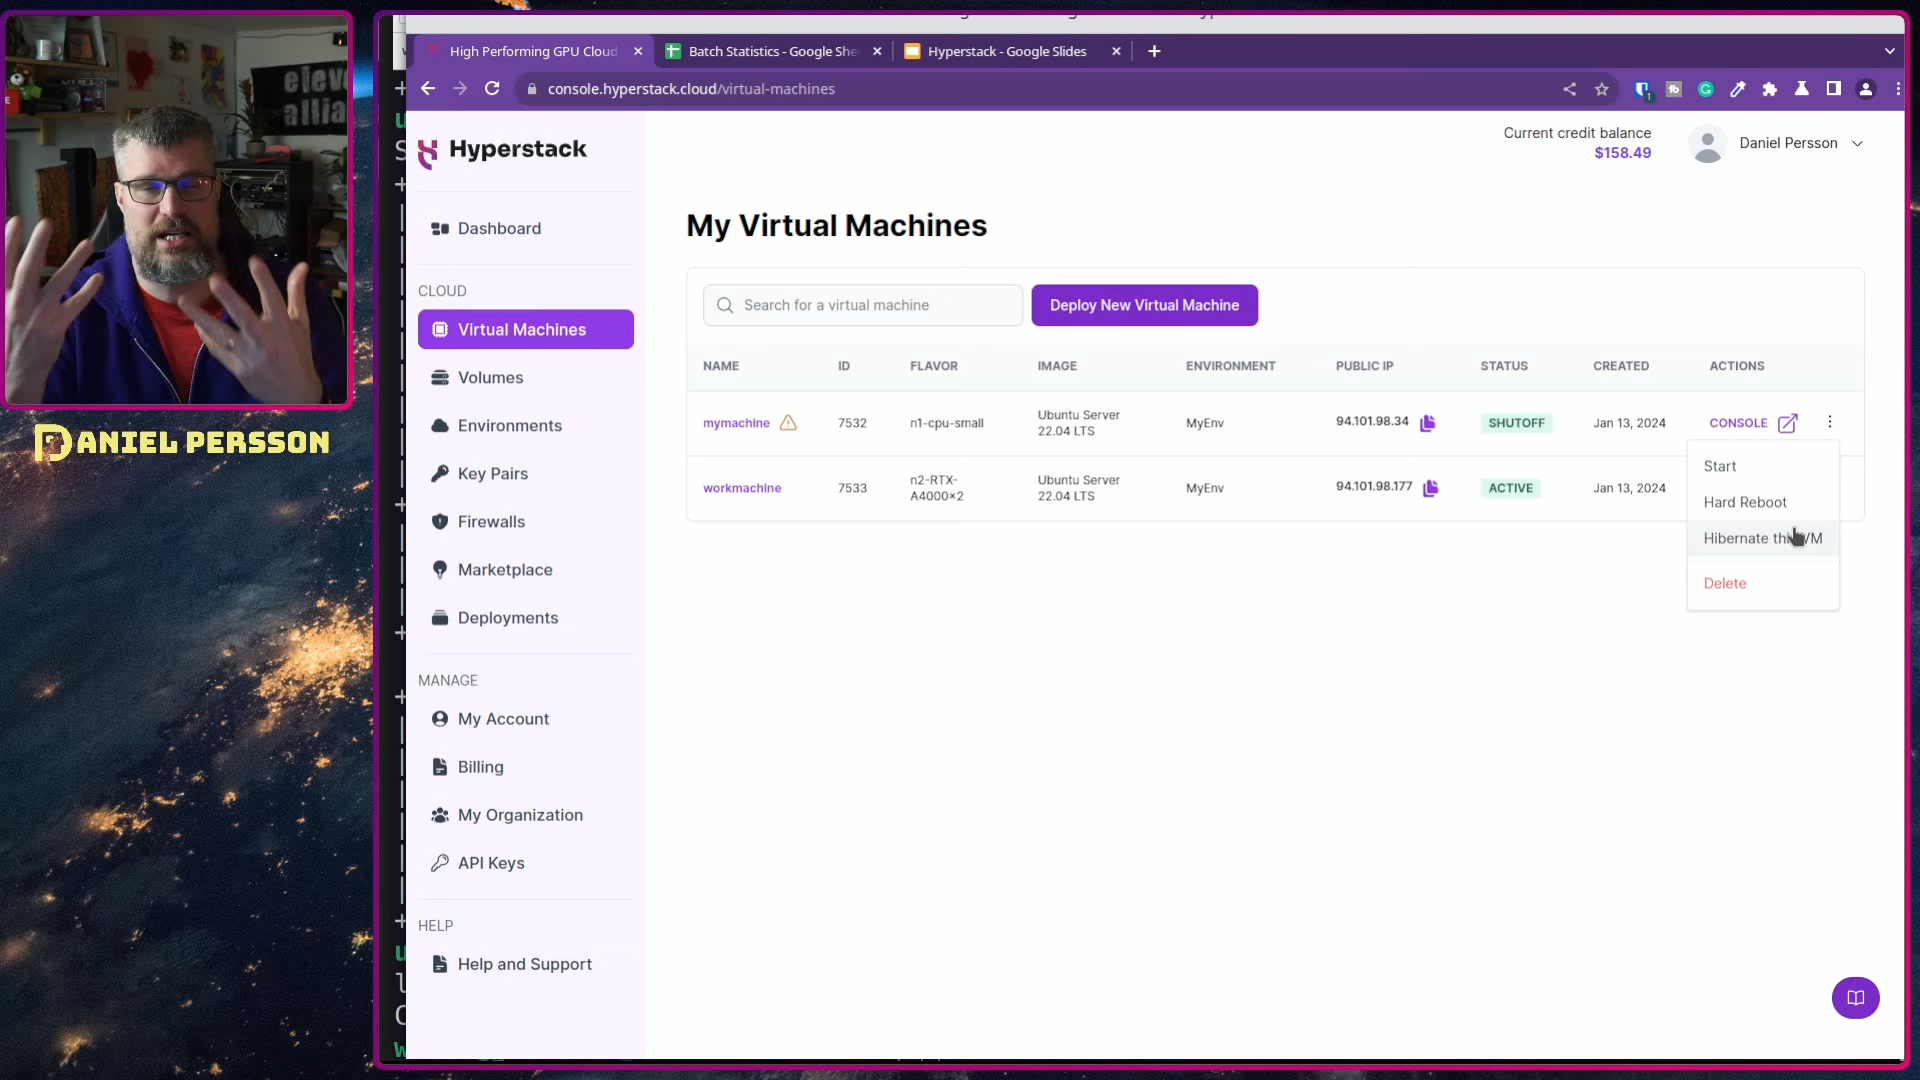 DANIEL PERSSON
High Performing GPU Cloud
Batch Statistics - Google She
Hyperstack - Google Slides
console.hyperstack.cloud/virtual-machines
Hyperstack
Current credit balance
$158.49
Daniel Persson
Dashboard
CLOUD
Virtual Machines
Volumes
Environments
Key Pairs
Firewalls
Marketplace
Deployments
MANAGE
My Account
Billing
My Organization
API Keys
HELP
Help and Support
My Virtual Machines
Search for a virtual machine
Deploy New Virtual Machine
NAME ID FLAVOR IMAGE ENVIRONMENT PUBLIC IP STATUS CREATED ACTIONS
mymachine 7532 n1-cpu-small Ubuntu Server 22.04 LTS MyEnv 94.101.98.34 SHUTOFF Jan 13, 2024 CONSOLE
workmachine 7533 n2-RTX-A4000x2 Ubuntu Server 22.04 LTS MyEnv 94.101.98.177 ACTIVE Jan 13, 2024
Start
Hard Reboot
Hibernate this VM
Delete